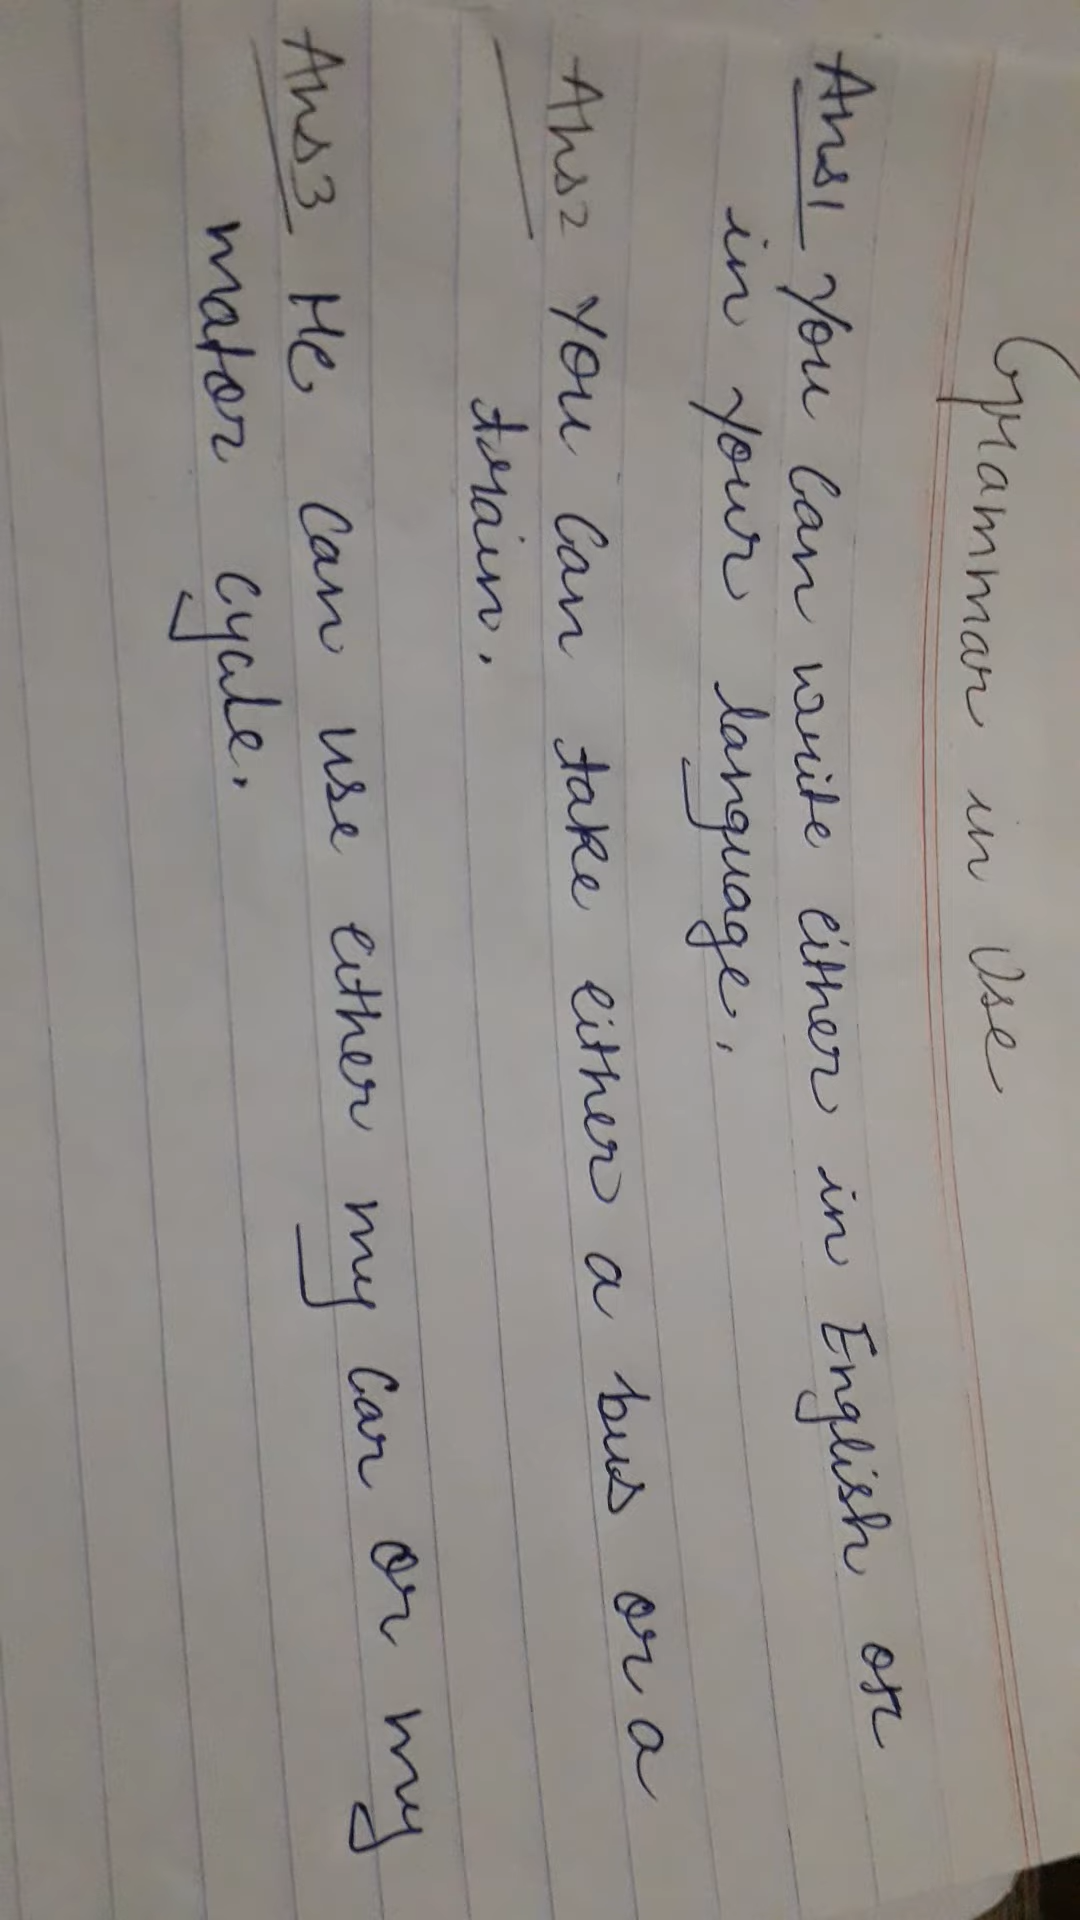 Grammar in Use
Ans1 You Can write either in English or
in your language.
Ans2 You Can take either a bus or a
train.
Ans3 He Can use either my Car or my
mator cycle.